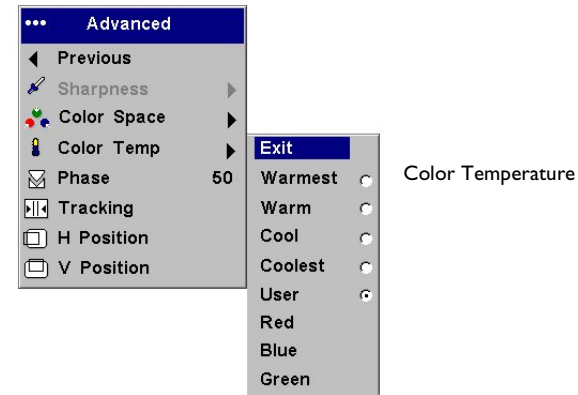 ••• Advanced
Previous
Sharpness
Color Space
Color Temp
Phase 50
Tracking
H Position
V Position
Exit
Warmest
Warm
Cool
Coolest
User
Red
Blue
Green
Color Temperature